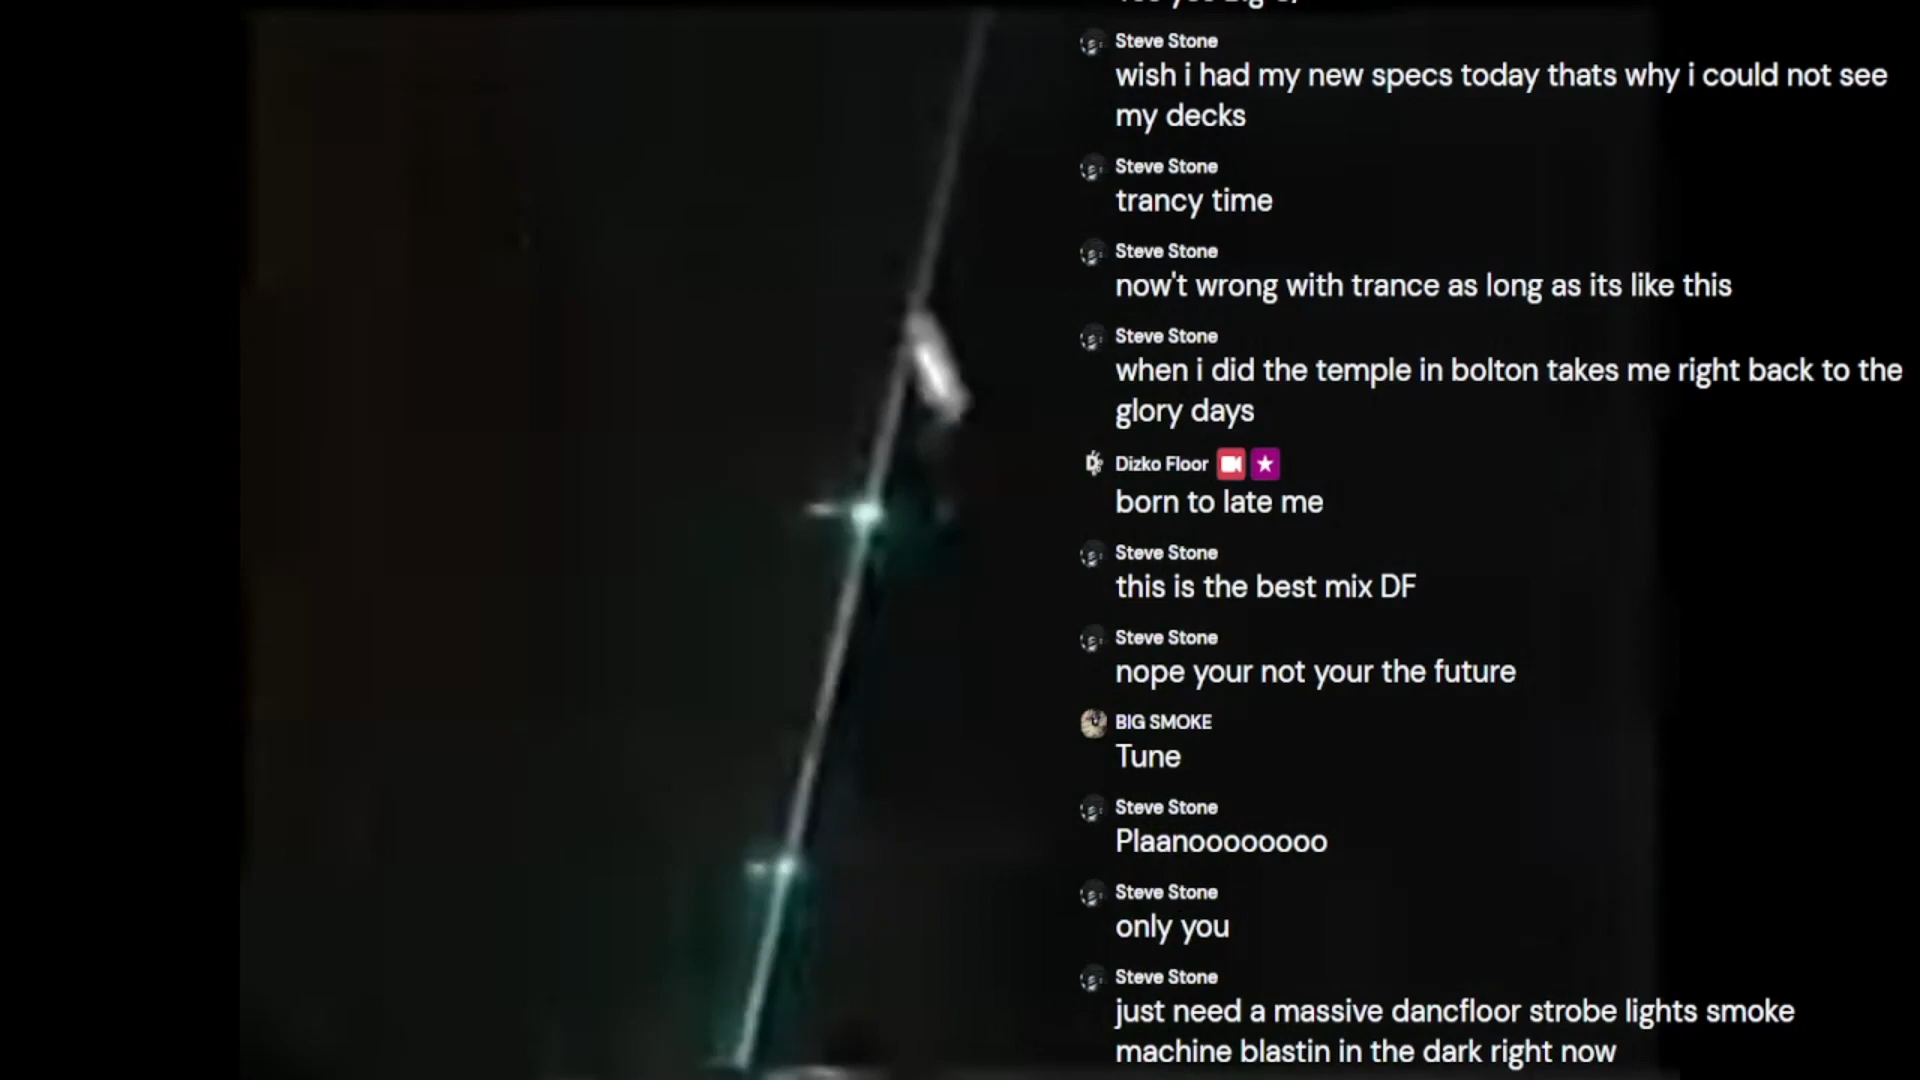 Steve Stone
wish i had my new specs today thats why i could not see
my decks
Steve Stone
trancy time
Steve Stone
now't wrong with trance as long as its like this
Steve Stone
when i did the temple in bolton takes me right back to the
glory days
Dizko Floor
born to late me
Steve Stone
this is the best mix DF
Steve Stone
nope your not your the future
BIG SMOKE
Tune
Steve Stone
Plaanoooooooo
Steve Stone
only you
Steve Stone
just need a massive dancfloor strobe lights smoke
machine blastin in the dark right now